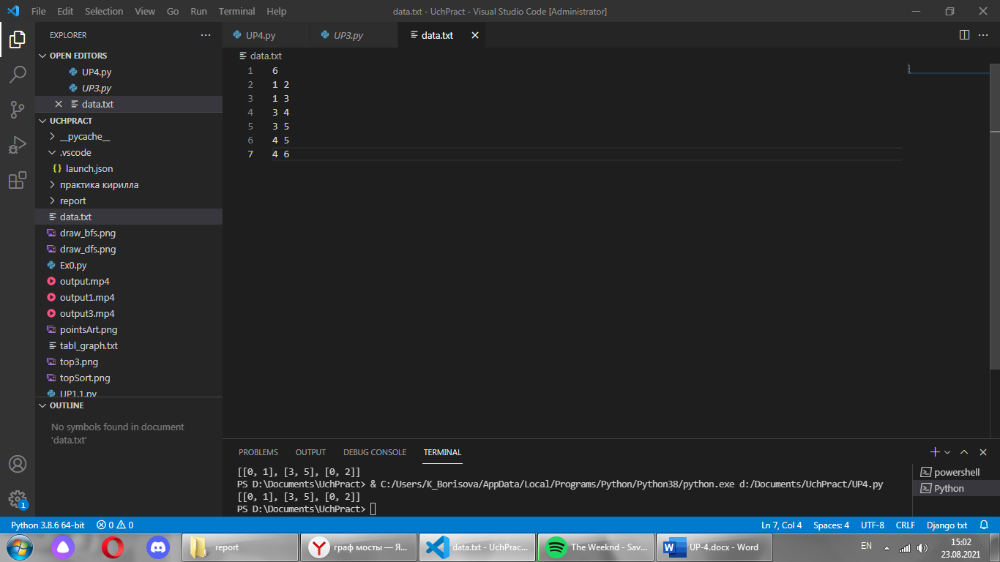 File Edit Selection View Go Run Terminal Help data.txt - UchPract - Visual Studio Code [Administrator]
EXPLORER
OPEN EDITORS
UP4.py
UP3.py
data.txt
UCHPRACT
__pycache__
.vscode
launch.json
практика кирилла
report
data.txt
draw_bfs.png
draw_dfs.png
Ex0.py
output.mp4
output1.mp4
output3.mp4
pointsArt.png
tabl_graph.txt
top3.png
topSort.png
UP1.1.py
OUTLINE
No symbols found in document
'data.txt'
UP4.py UP3.py data.txt
data.txt
1 6
2 1 2
3 1 3
4 3 4
5 3 5
6 4 5
7 4 6
PROBLEMS OUTPUT DEBUG CONSOLE TERMINAL
[[0, 1], [3, 5], [0, 2]]
PS D:\Documents\UchPract> & C:/Users/K_Borisova/AppData/Local/Programs/Python/Python38/python.exe d:/Documents/UchPract/UP4.py
[[0, 1], [3, 5], [0, 2]]
PS D:\Documents\UchPract>
powershell
Python
1
Python 3.8.6 64-bit 0 0 Ln 7, Col 4 Spaces: 4 UTF-8 CRLF Django txt
report граф мосты — Я... data.txt - UchPrac... The Weeknd - Sav... UP-4.docx - Word EN 15:02
23.08.2021